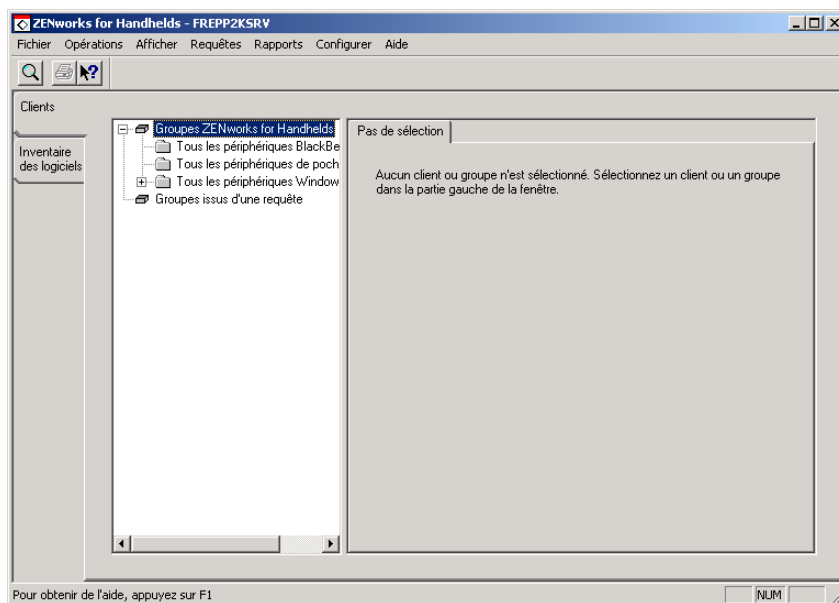 ZENworks for Handhelds - FREPP2KSRV
Fichier Opérations Afficher Requêtes Rapports Configurer Aide
Clients
Inventaire
des logiciels
Groupes ZENworks for Handhelds
Tous les périphériques BlackBe
Tous les périphériques de poch
Tous les périphériques Window
Groupes issus d'une requête
Pas de sélection
Aucun client ou groupe n'est sélectionné. Sélectionnez un client ou un groupe
dans la partie gauche de la fenêtre.
Pour obtenir de l'aide, appuyez sur F1
NUM